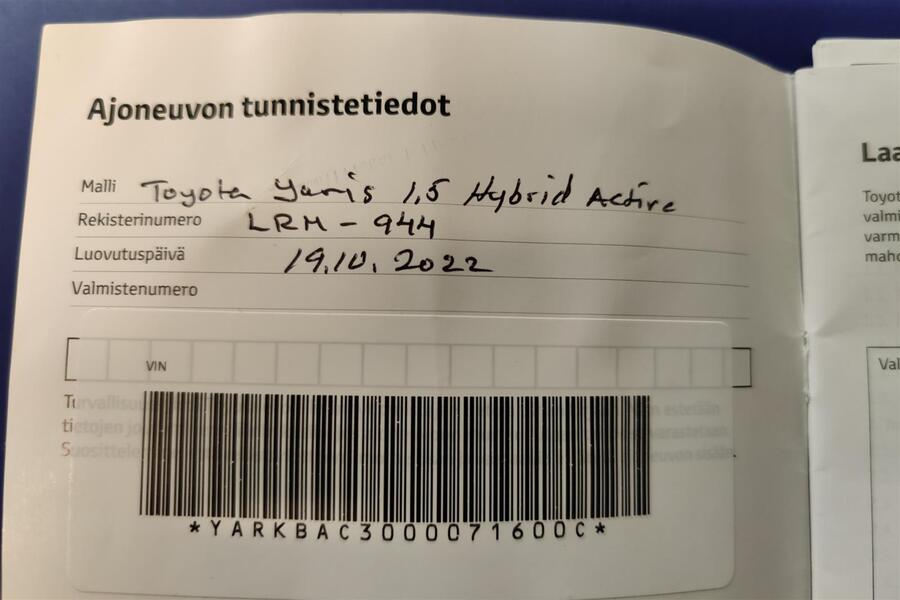 Ajoneuvon tunnistetiedot
Malli Toyota Yaris 1,5 Hybrid Active
Rekisterinumero LRM - 944
Luovutuspäivä 19.10.2022
Valmistenumero
VIN
*YARKBAC3000071600C*
Laa
Toyot
valmi
varm
maho
Val